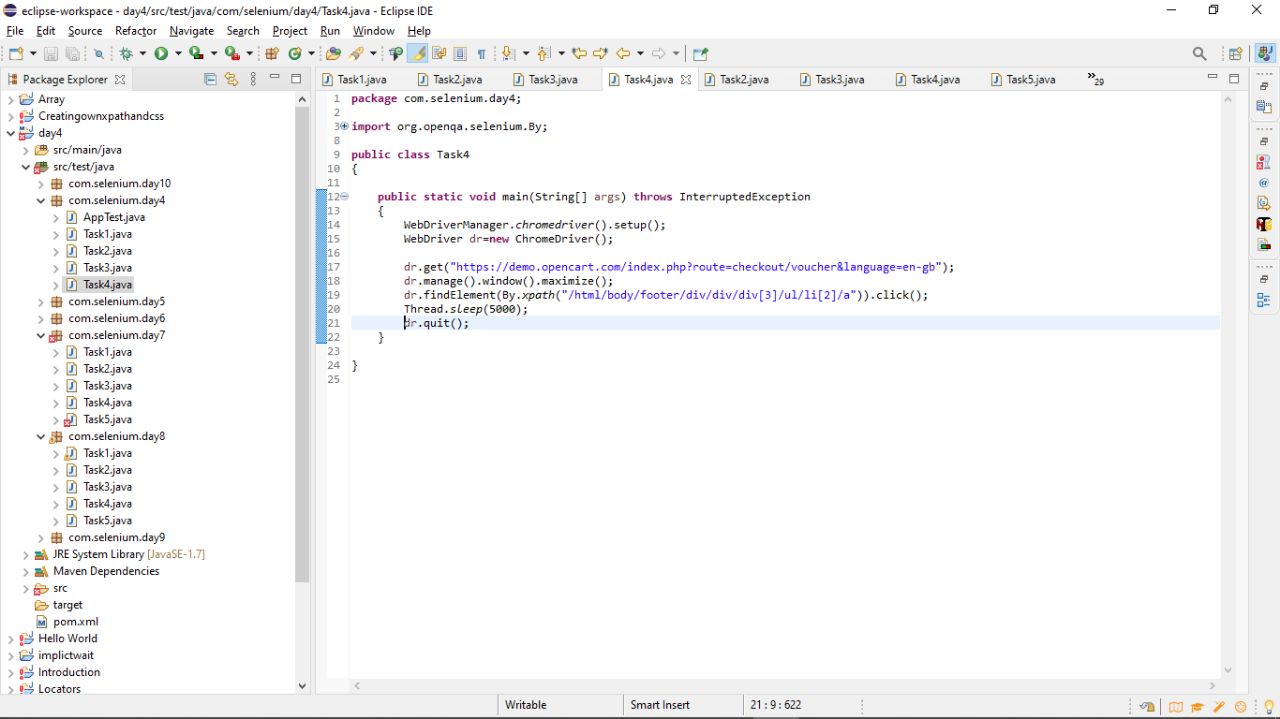 eclipse-workspace - day4/src/test/java/com/selenium/day4/Task4.java - Eclipse IDE
File Edit Source Refactor Navigate Search Project Run Window Help
Package Explorer
Array
Creatingownxpathandcss
day4
src/main/java
src/test/java
com.selenium.day10
com.selenium.day4
AppTest.java
Task1.java
Task2.java
Task3.java
Task4.java
com.selenium.day5
com.selenium.day6
com.selenium.day7
Task1.java
Task2.java
Task3.java
Task4.java
Task5.java
com.selenium.day8
Task1.java
Task2.java
Task3.java
Task4.java
Task5.java
com.selenium.day9
JRE System Library [JavaSE-1.7]
Maven Dependencies
src
target
pom.xml
Hello World
implictwait
Introduction
Locators
Task1.java Task2.java Task3.java Task4.java Task2.java Task3.java Task4.java Task5.java 29
1 package com.selenium.day4;
2
3 import org.openqa.selenium.By;
8
9 public class Task4
10 {
11
12 public static void main(String[] args) throws InterruptedException
13 {
14 WebDriverManager.chromedriver().setup();
15 WebDriver dr=new ChromeDriver();
16
17 dr.get("https://demo.opencart.com/index.php?route=checkout/voucher&language=en-gb");
18 dr.manage().window().maximize();
19 dr.findElement(By.xpath("/html/body/footer/div/div/div[3]/ul/li[2]/a")).click();
20 Thread.sleep(5000);
21 dr.quit();
22 }
23
24 }
25
Writable Smart Insert 21 : 9 : 622